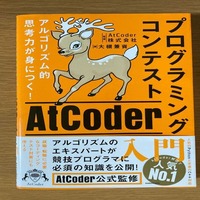 プログラミング
コンテスト
AtCoder
入門
AtCoder
株式会社
×大槻兼資
アルゴリズム的
思考力が身につく!
アルゴリズムの
エキスパートが
競技プログラマに
必須の知識を公開!
AtCoder公式監修
人気
No.1
AtCoder